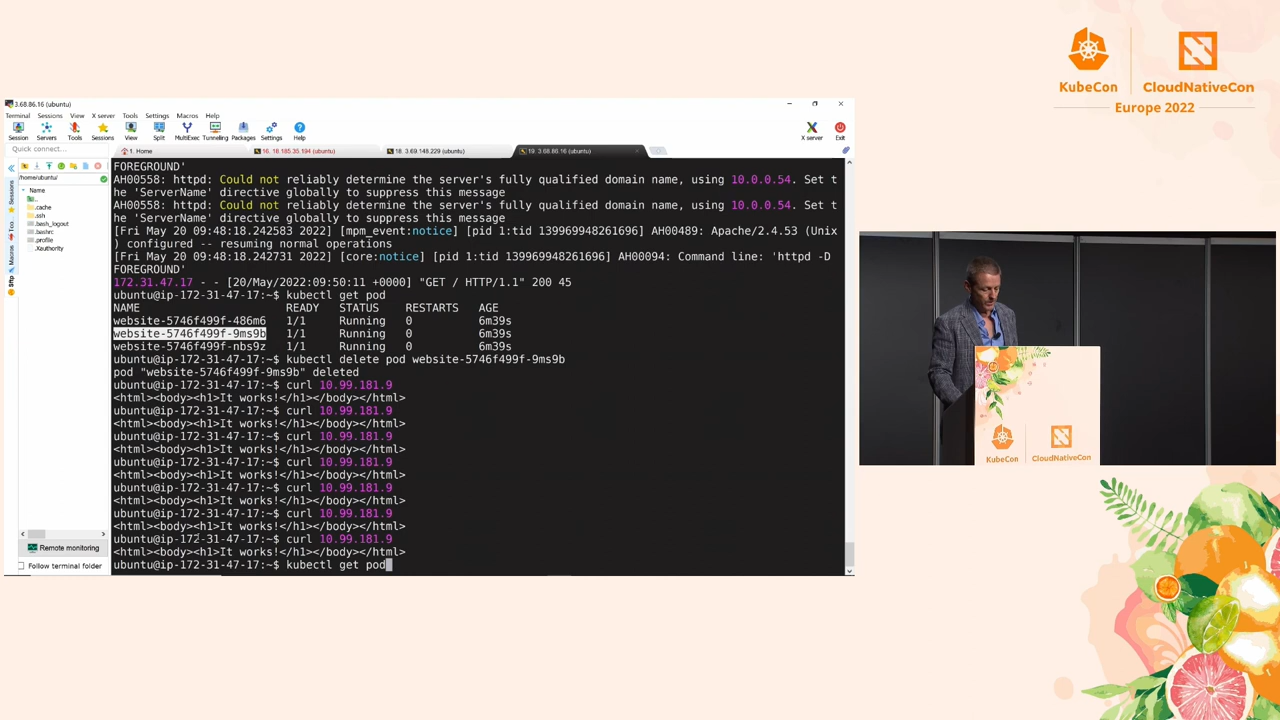 KubeCon
CloudNativeCon
Europe 2022
3.68.86.16 (ubuntu)
Terminal Sessions View X server Tools Settings Macros Help
Session Servers Tools Sessions View Split MultiExec Tunneling Packages Settings Help X server Exit
Quick connect...
1. Home
16. 18.185.35.194 (ubuntu)
18. 3.69.148.229 (ubuntu)
19. 3.68.86.16 (ubuntu)
/home/ubuntu/
Name
..
.cache
.ssh
.bash_logout
.bashrc
.profile
.Xauthority
Sessions
Macros
Sftp
Remote monitoring
Follow terminal folder
FOREGROUND'
AH00558: httpd: Could not reliably determine the server's fully qualified domain name, using 10.0.0.54. Set t
he 'ServerName' directive globally to suppress this message
AH00558: httpd: Could not reliably determine the server's fully qualified domain name, using 10.0.0.54. Set t
he 'ServerName' directive globally to suppress this message
[Fri May 20 09:48:18.242583 2022] [mpm_event:notice] [pid 1:tid 139969948261696] AH00489: Apache/2.4.53 (Unix
) configured -- resuming normal operations
[Fri May 20 09:48:18.242731 2022] [core:notice] [pid 1:tid 139969948261696] AH00094: Command line: 'httpd -D
FOREGROUND'
172.31.47.17 - - [20/May/2022:09:50:11 +0000] "GET / HTTP/1.1" 200 45
ubuntu@ip-172-31-47-17:~$ kubectl get pod
NAME READY STATUS RESTARTS AGE
website-5746f499f-486m6 1/1 Running 0 6m39s
website-5746f499f-9ms9b 1/1 Running 0 6m39s
website-5746f499f-nbs9z 1/1 Running 0 6m39s
ubuntu@ip-172-31-47-17:~$ kubectl delete pod website-5746f499f-9ms9b
pod "website-5746f499f-9ms9b" deleted
ubuntu@ip-172-31-47-17:~$ curl 10.99.181.9
<html><body><h1>It works!</h1></body></html>
ubuntu@ip-172-31-47-17:~$ curl 10.99.181.9
<html><body><h1>It works!</h1></body></html>
ubuntu@ip-172-31-47-17:~$ curl 10.99.181.9
<html><body><h1>It works!</h1></body></html>
ubuntu@ip-172-31-47-17:~$ curl 10.99.181.9
<html><body><h1>It works!</h1></body></html>
ubuntu@ip-172-31-47-17:~$ curl 10.99.181.9
<html><body><h1>It works!</h1></body></html>
ubuntu@ip-172-31-47-17:~$ curl 10.99.181.9
<html><body><h1>It works!</h1></body></html>
ubuntu@ip-172-31-47-17:~$ curl 10.99.181.9
<html><body><h1>It works!</h1></body></html>
ubuntu@ip-172-31-47-17:~$ kubectl get pod
KubeCon
CloudNativeCon